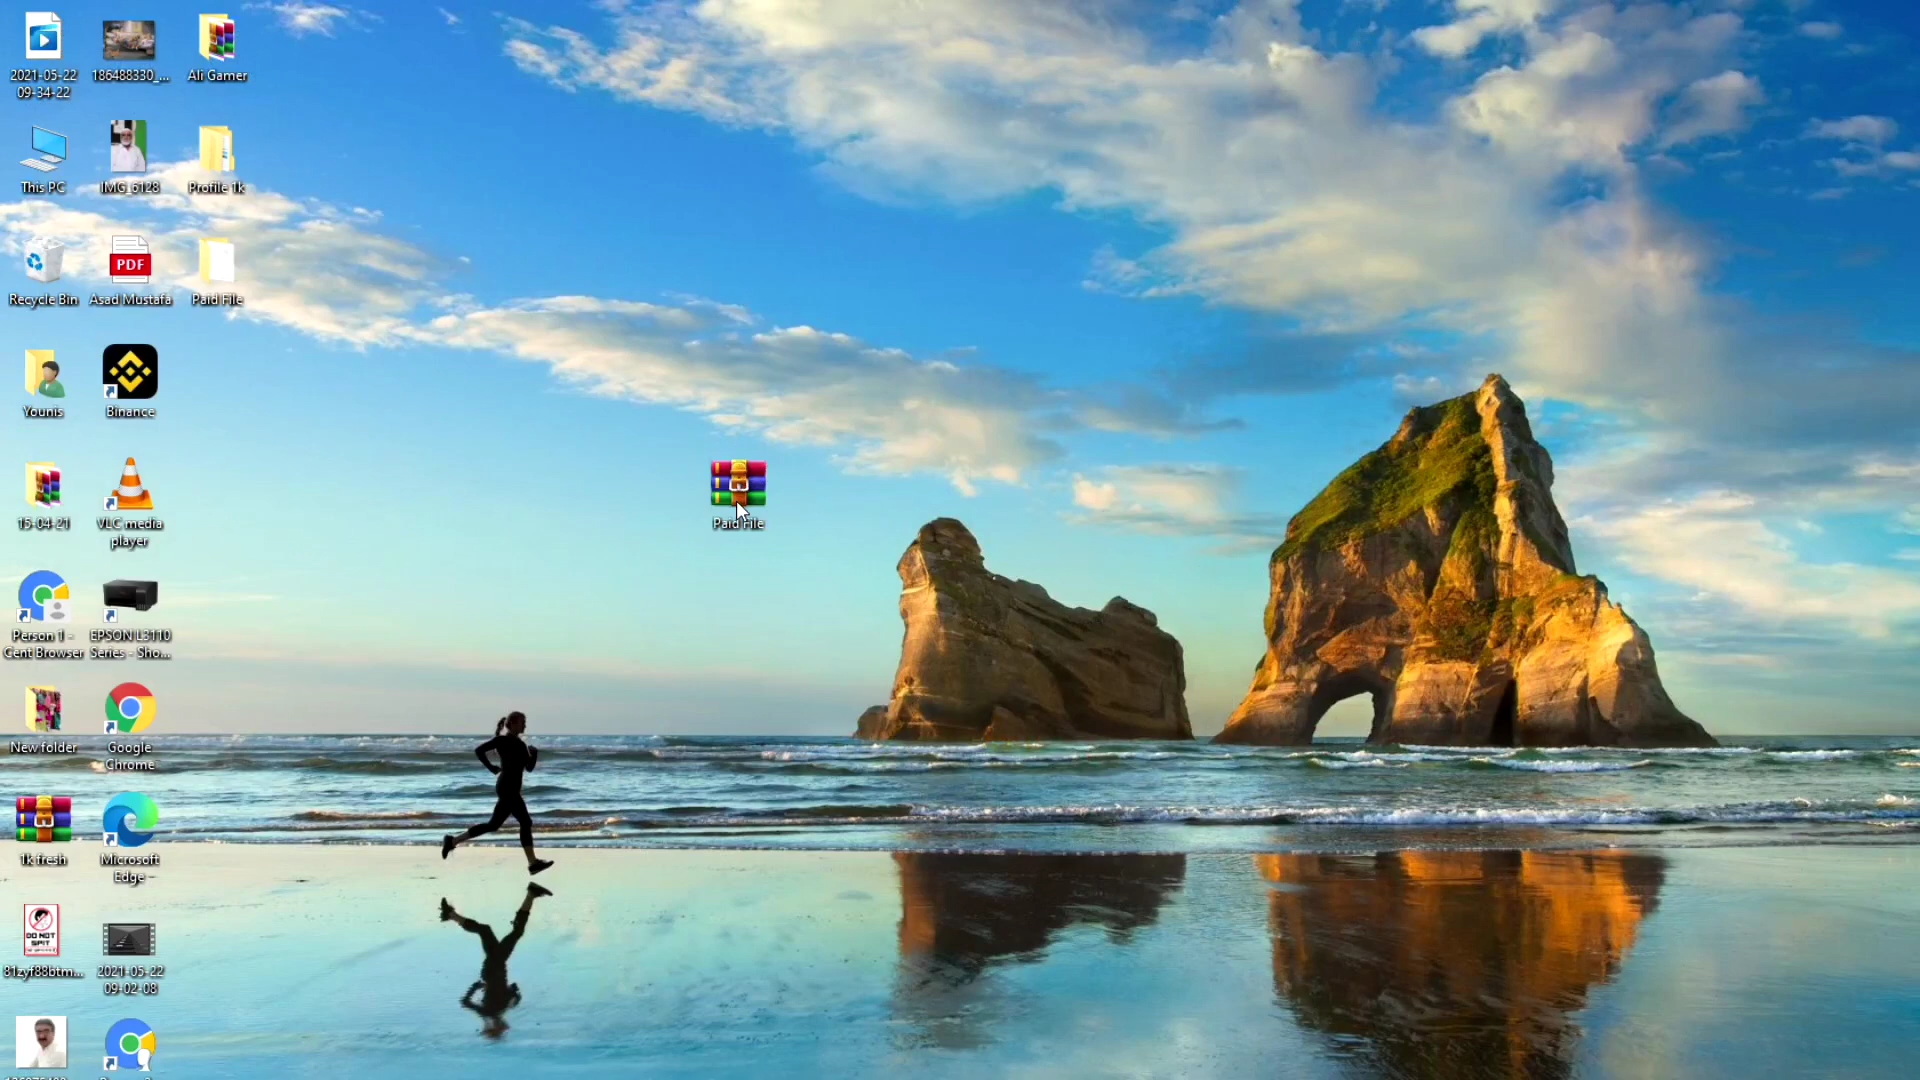 2021-05-22
09-34-22
186488330_...
Ali Gamer
This PC
IMG_6128
Profile 1k
Recycle Bin
PDF
Asad Mustafa
Paid File
Younis
Binance
15-04-21
VLC media
player
Paid File
Person 1 -
Cent Browser
EPSON L3110
Series - Sho...
New folder
Google
Chrome
1k fresh
Microsoft
Edge
DO NOT
SPIT
81zyf88btm...
2021-05-22
09-02-08